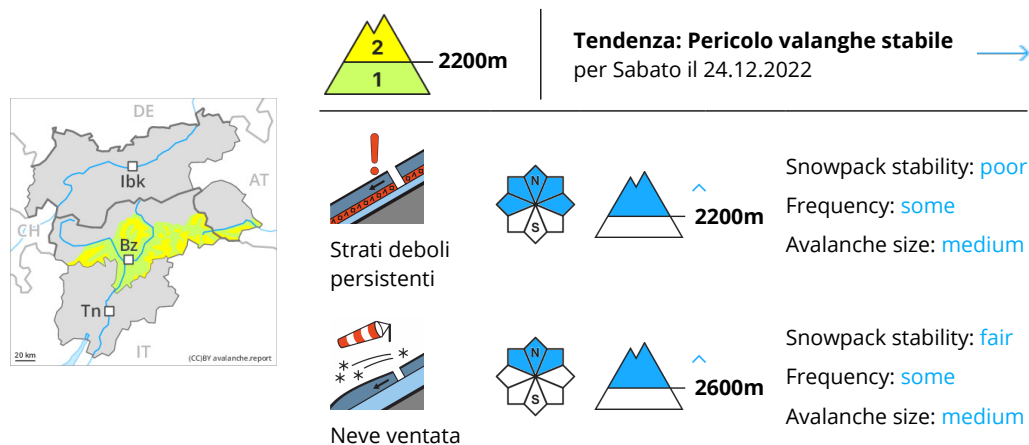 2
1
2200m
Tendenza: Pericolo valanghe stabile
per Sabato il 24.12.2022
DE
AT
CH
IT
Ibk
Bz
Tn
20 km
(CC)BY avalanche.report
Strati deboli
persistenti
N
S
2200m
Snowpack stability: poor
Frequency: some
Avalanche size: medium
Neve ventata
N
S
2600m
Snowpack stability: fair
Frequency: some
Avalanche size: medium